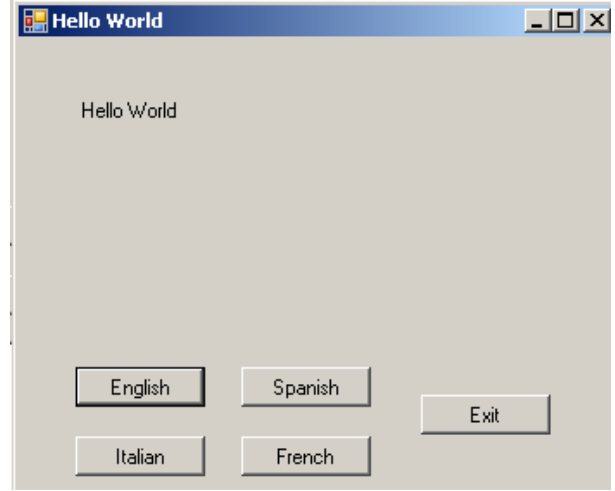 Hello World
Hello World
English Spanish
Exit
Italian French